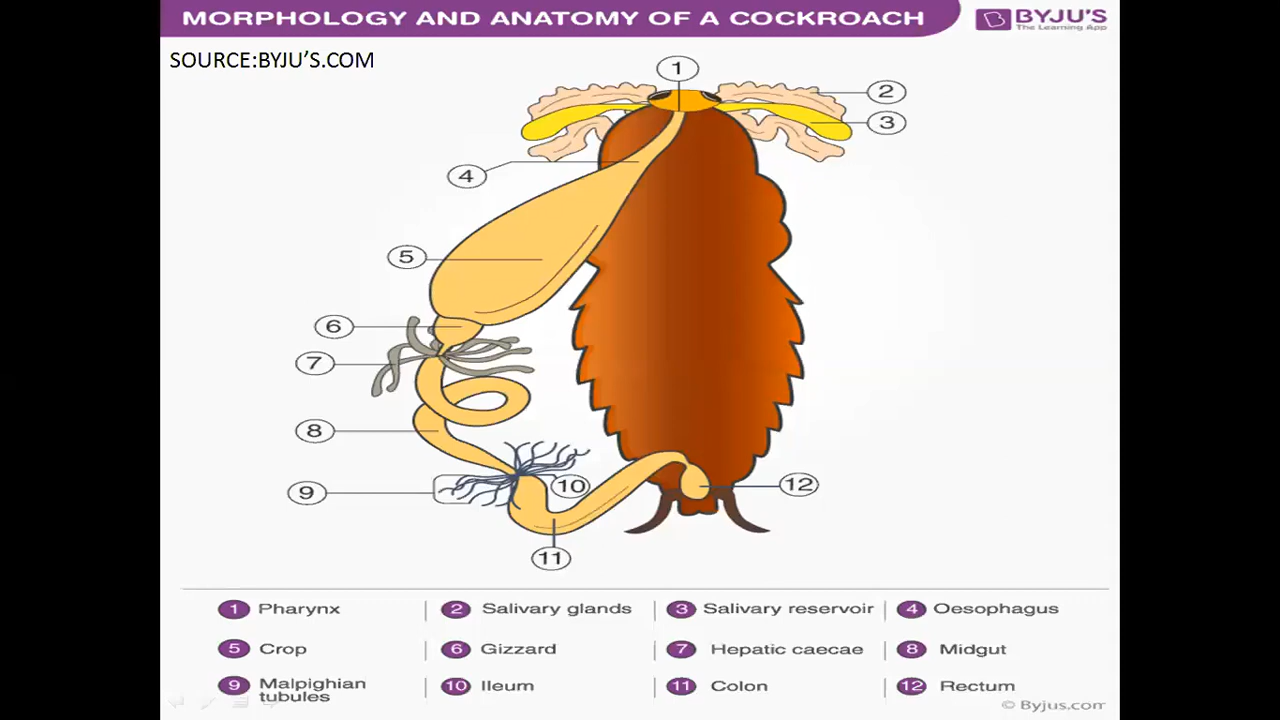 MORPHOLOGY AND ANATOMY OF A COCKROACH
BYJU'S
The Learning App
SOURCE:BYJU'S.COM
1
2
3
4
5
6
7
8
9
10
12
11
1 Pharynx
2 Salivary glands
3 Salivary reservoir
4 Oesophagus
5 Crop
6 Gizzard
7 Hepatic caecae
8 Midgut
9 Malpighian
tubules
10 Ileum
11 Colon
12 Rectum
© Byjus.com